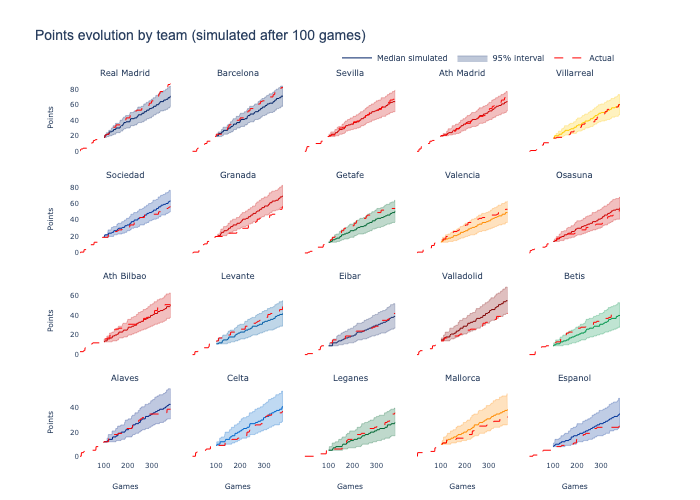 Points evolution by team (simulated after 100 games)
Median simulated 95% interval Actual
Real Madrid Barcelona Sevilla Ath Madrid Villarreal
Points
80
60
40
20
0
Sociedad Granada Getafe Valencia Osasuna
Points
80
60
40
20
0
Ath Bilbao Levante Eibar Valladolid Betis
Points
60
40
20
0
Alaves Celta Leganes Mallorca Espanol
Points
40
20
0
100 200 300 100 200 300 100 200 300 100 200 300 100 200 300
Games Games Games Games Games